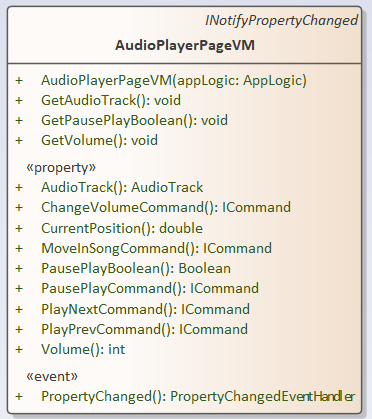 INotifyPropertyChanged
AudioPlayerPageVM
+ AudioPlayerPageVM(appLogic: AppLogic)
+ GetAudioTrack(): void
+ GetPausePlayBoolean(): void
+ GetVolume(): void
«property»
+ AudioTrack(): AudioTrack
+ ChangeVolumeCommand(): ICommand
+ CurrentPosition(): double
+ MoveInSongCommand(): ICommand
+ PausePlayBoolean(): Boolean
+ PausePlayCommand(): ICommand
+ PlayNextCommand(): ICommand
+ PlayPrevCommand(): ICommand
+ Volume(): int
«event»
+ PropertyChanged(): PropertyChangedEventHandler